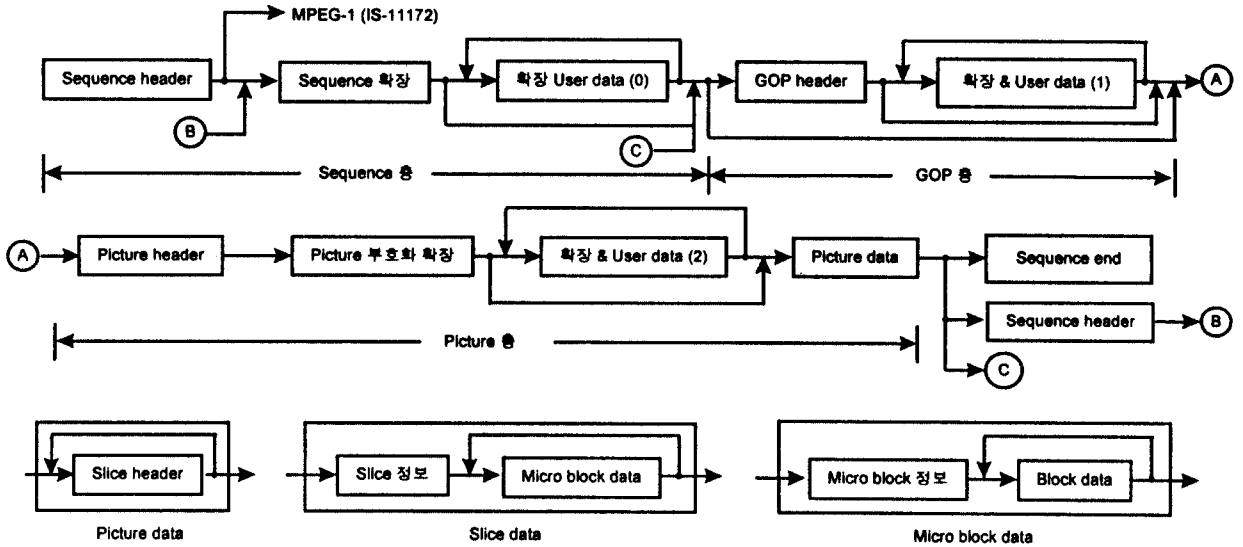 MPEG-1 (IS-11172)
Sequence header
Sequence 확장
확장 User data (0)
GOP header
확장 & User data (1)
A
B
C
Sequence 층
GOP 층
A
Picture header
Picture 부호화 확장
확장 & User data (2)
Picture data
Sequence end
Sequence header
B
Picture 층
C
Slice header
Slice 정보
Micro block data
Micro block 정보
Block data
Picture data
Slice data
Micro block data